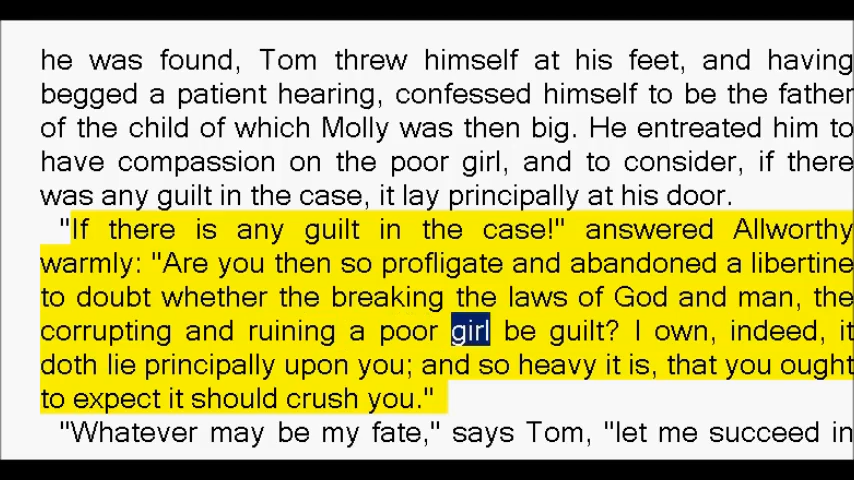 he was found, Tom threw himself at his feet, and having
begged a patient hearing, confessed himself to be the father
of the child of which Molly was then big. He entreated him to
have compassion on the poor girl, and to consider, if there
was any guilt in the case, it lay principally at his door.
"If there is any guilt in the case!" answered Allworthy
warmly: "Are you then so profligate and abandoned a libertine
to doubt whether the breaking the laws of God and man, the
corrupting and ruining a poor girl be guilt? I own, indeed, it
doth lie principally upon you; and so heavy it is, that you ought
to expect it should crush you."
"Whatever may be my fate," says Tom, "let me succeed in